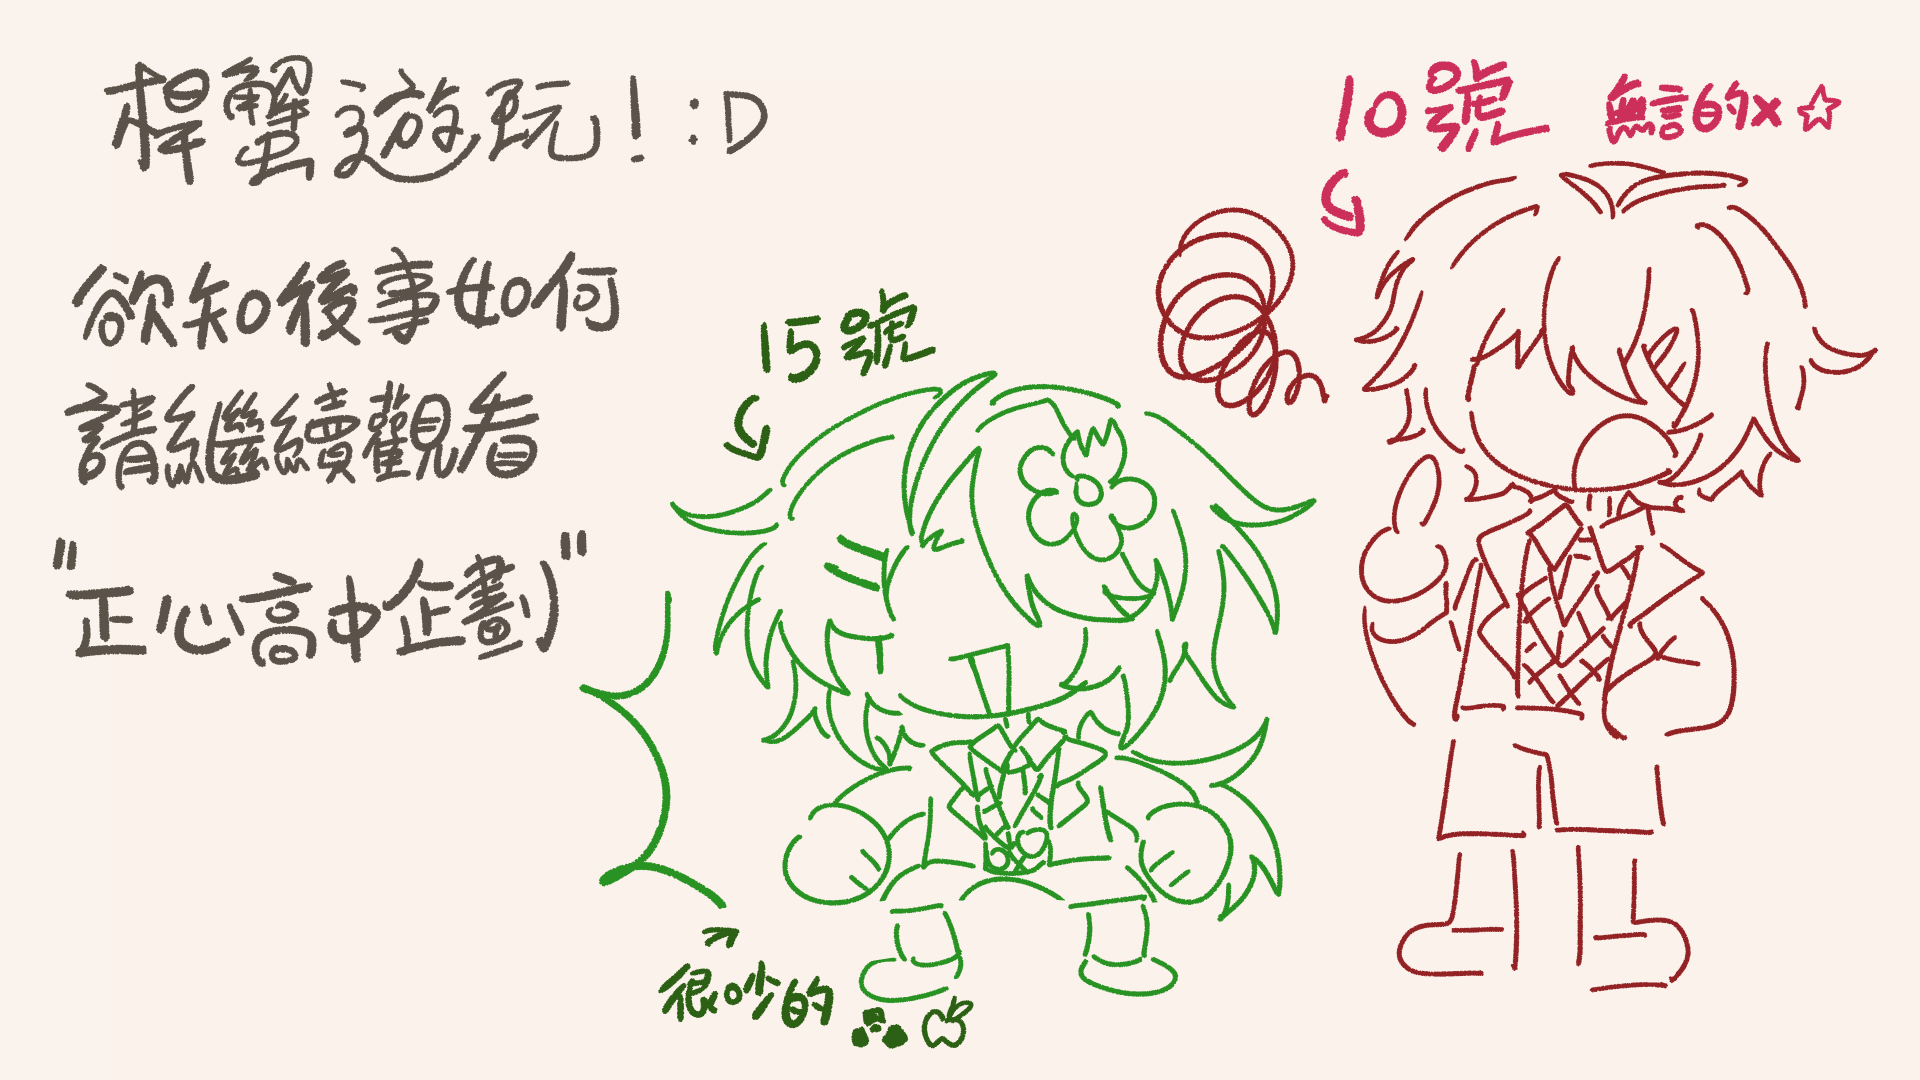 桿蟹遊玩!:D
欲知後事如何
請繼續觀看
"正心高中企劃)"
15號
很吵的
10號
無言的x☆